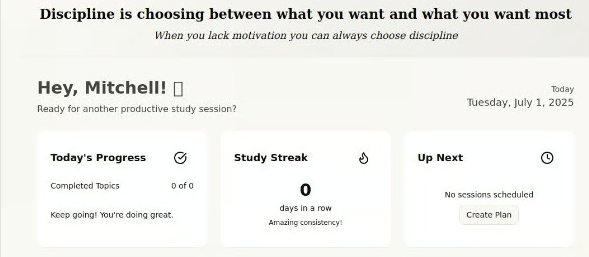 Discipline is choosing between what you want and what you want most
When you lack motivation you can always choose discipline
Hey, Mitchell!
Ready for another productive study session?
Today
Tuesday, July 1, 2025
Today's Progress
Completed Topics 0 of 0
Keep going! You're doing great.
Study Streak
0
days in a row
Amazing consistency!
Up Next
No sessions scheduled
Create Plan